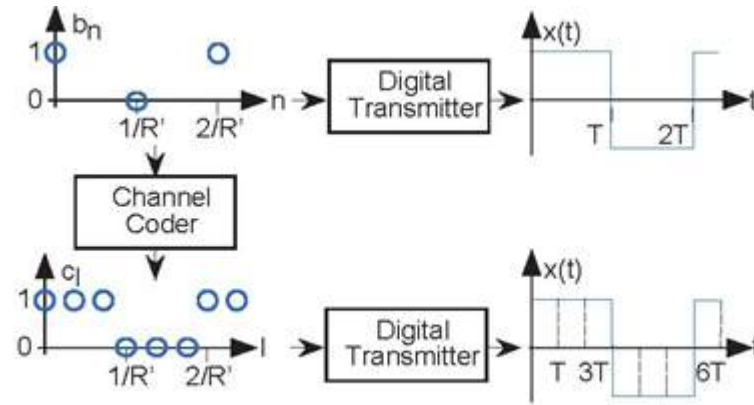 bn
x(t)
1
0
n
1/R' 2/R'
Digital
Transmitter
T 2T
t
Channel
Coder
cl
x(t)
1
0
l
1/R' 2/R'
Digital
Transmitter
T 3T 6T
t